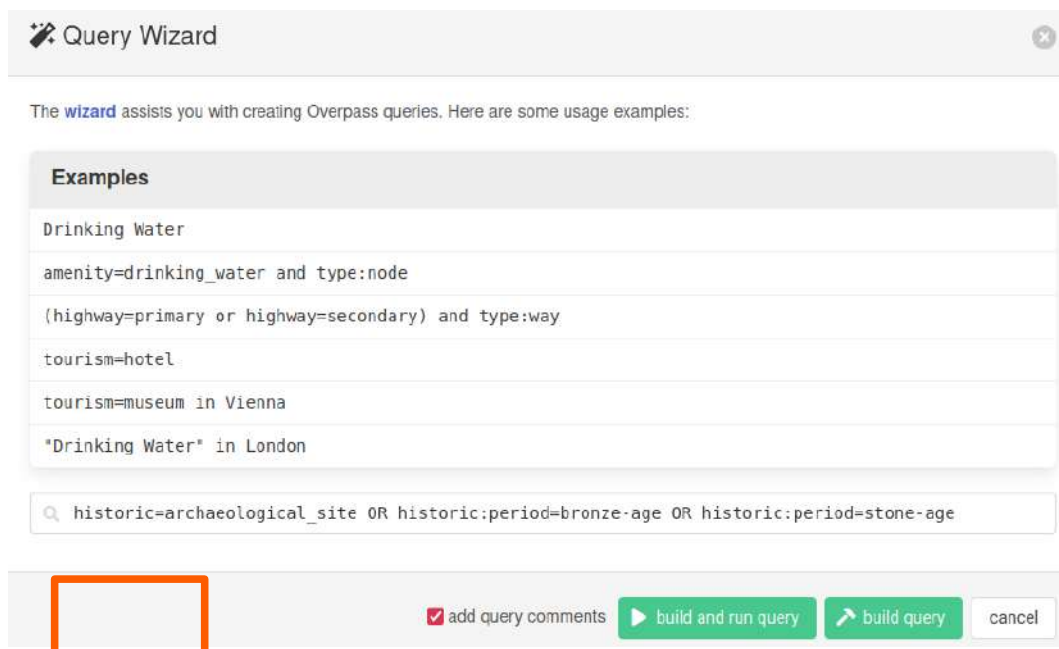 Query Wizard
The wizard assists you with creating Overpass queries. Here are some usage examples:
Examples
Drinking Water
amenity=drinking_water and type:node
(highway=primary or highway=secondary) and type:way
tourism=hotel
tourism=museum in Vienna
"Drinking Water" in London
historic=archaeological_site OR historic:period=bronze-age OR historic:period=stone-age
add query comments build and run query build query cancel